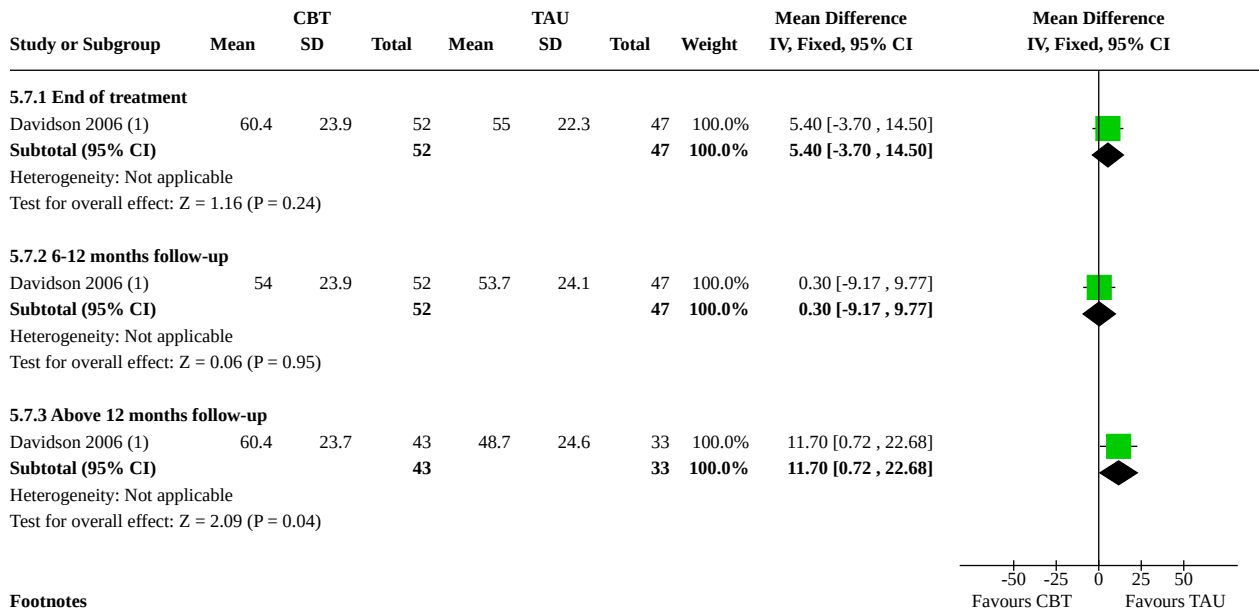 CBT TAU Mean Difference Mean Difference
Study or Subgroup Mean SD Total Mean SD Total Weight IV, Fixed, 95% CI IV, Fixed, 95% CI
5.7.1 End of treatment
Davidson 2006 (1) 60.4 23.9 52 55 22.3 47 100.0% 5.40 [-3.70 , 14.50]
Subtotal (95% CI) 52 47 100.0% 5.40 [-3.70 , 14.50]
Heterogeneity: Not applicable
Test for overall effect: Z = 1.16 (P = 0.24)
5.7.2 6-12 months follow-up
Davidson 2006 (1) 54 23.9 52 53.7 24.1 47 100.0% 0.30 [-9.17 , 9.77]
Subtotal (95% CI) 52 47 100.0% 0.30 [-9.17 , 9.77]
Heterogeneity: Not applicable
Test for overall effect: Z = 0.06 (P = 0.95)
5.7.3 Above 12 months follow-up
Davidson 2006 (1) 60.4 23.7 43 48.7 24.6 33 100.0% 11.70 [0.72 , 22.68]
Subtotal (95% CI) 43 33 100.0% 11.70 [0.72 , 22.68]
Heterogeneity: Not applicable
Test for overall effect: Z = 2.09 (P = 0.04)
-50 -25 0 25 50
Footnotes Favours CBT Favours TAU